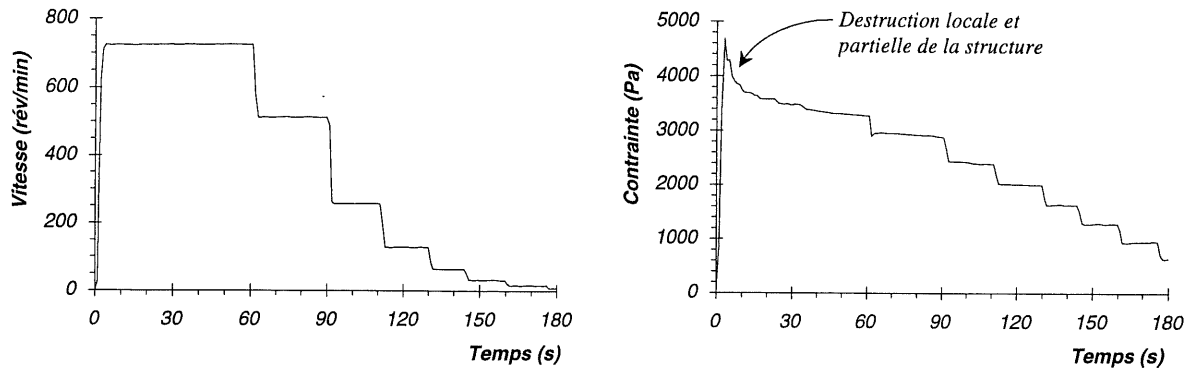 800
600
400
200
0
Vitesse (rév/min)
0 30 60 90 120 150 180
Temps (s)
Destruction locale et
partielle de la structure
5000
4000
3000
2000
1000
0
Contrainte (Pa)
0 30 60 90 120 150 180
Temps (s)